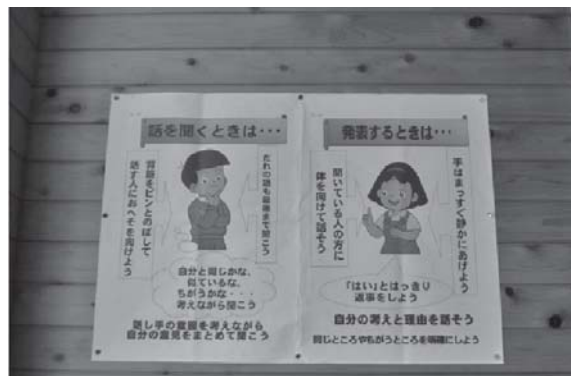 話を聞くときは・・・
だれの話も最後まで聞こう
背筋をピンとのばして
話す人におへそを向けよう
自分と同じかな、
似ているな、
ちがうかな・・・
考えながら聞こう
話し手の意図を考えながら
自分の意見をまとめて聞こう
発表するときは・・・
手はまっすぐ静かにあげよう
聞いている人の方に
体を向けて話そう
「はい」とはっきり
返事をしよう
自分の考えと理由を話そう
同じところやちがうところを明確にしよう